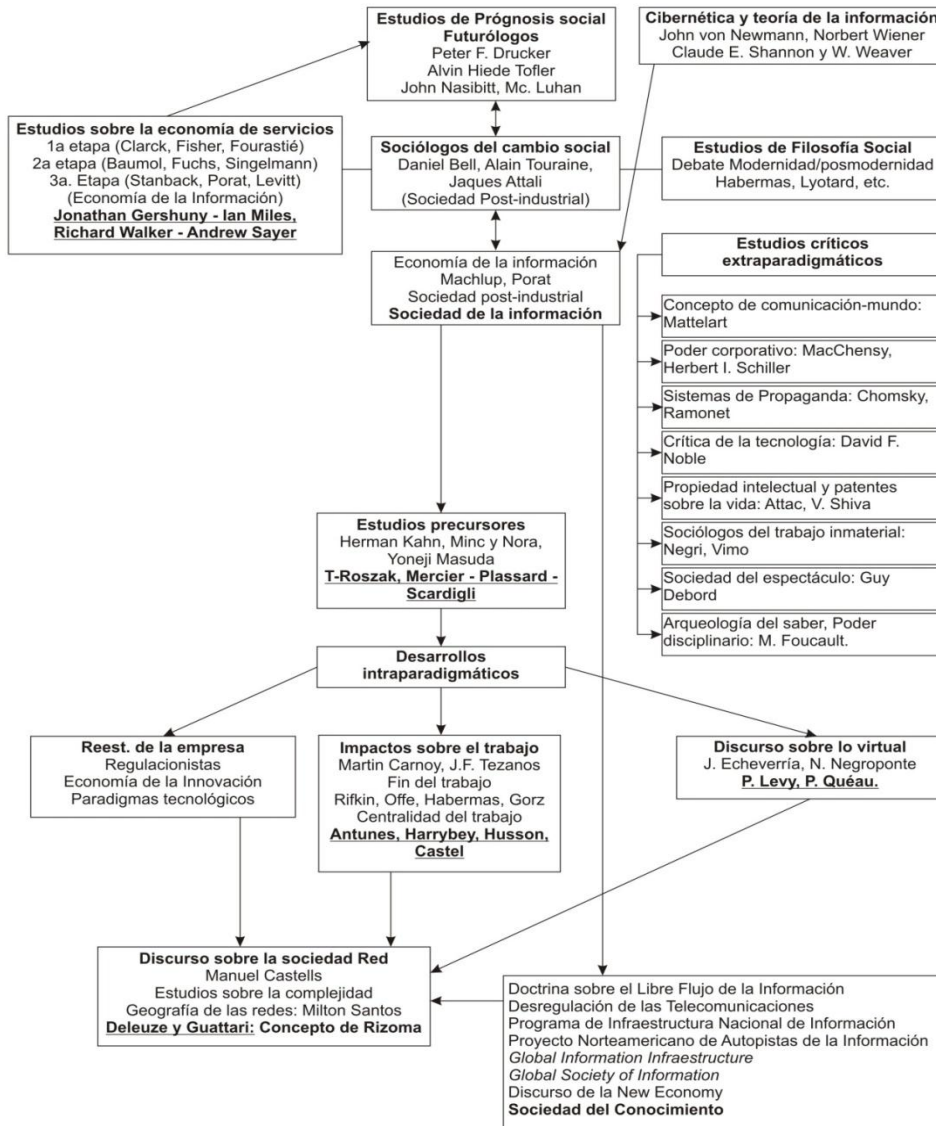 Estudios de Prógnosis social
Futurólogos
Peter F. Drucker
Alvin Hiede Tofler
John Nasibitt, Mc. Luhan
Cibernética y teoría de la información
John von Newmann, Norbert Wiener
Claude E. Shannon y W. Weaver
Estudios sobre la economía de servicios
1a etapa (Clarck, Fisher, Fourastié)
2a etapa (Baumol, Fuchs, Singelmann)
3a. Etapa (Stanback, Porat, Levitt)
(Economía de la Información)
Jonathan Gershuny - Ian Miles,
Richard Walker - Andrew Sayer
Sociólogos del cambio social
Daniel Bell, Alain Touraine,
Jaques Attali
(Sociedad Post-industrial)
Estudios de Filosofía Social
Debate Modernidad/posmodernidad
Habermas, Lyotard, etc.
Economía de la información
Machlup, Porat
Sociedad post-industrial
Sociedad de la información
Estudios críticos
extraparadigmáticos
Concepto de comunicación-mundo:
Mattelart
Poder corporativo: MacChensy,
Herbert I. Schiller
Sistemas de Propaganda: Chomsky,
Ramonet
Crítica de la tecnología: David F.
Noble
Propiedad intelectual y patentes
sobre la vida: Attac, V. Shiva
Sociólogos del trabajo inmaterial:
Negri, Vimo
Sociedad del espectáculo: Guy
Debord
Arqueología del saber, Poder
disciplinario: M. Foucault.
Estudios precursores
Herman Kahn, Minc y Nora,
Yoneji Masuda
T-Roszak, Mercier - Plassard -
Scardigli
Desarrollos
intraparadigmáticos
Reest. de la empresa
Regulacionistas
Economía de la Innovación
Paradigmas tecnológicos
Impactos sobre el trabajo
Martin Carnoy, J.F. Tezanos
Fin del trabajo
Rifkin, Offe, Habermas, Gorz
Centralidad del trabajo
Antunes, Harrybey, Husson,
Castel
Discurso sobre lo virtual
J. Echeverría, N. Negroponte
P. Levy, P. Quéau.
Discurso sobre la sociedad Red
Manuel Castells
Estudios sobre la complejidad
Geografía de las redes: Milton Santos
Deleuze y Guattari: Concepto de Rizoma
Doctrina sobre el Libre Flujo de la Información
Desregulación de las Telecomunicaciones
Programa de Infraestructura Nacional de Información
Proyecto Norteamericano de Autopistas de la Información
Global Information Infraestructure
Global Society of Information
Discurso de la New Economy
Sociedad del Conocimiento